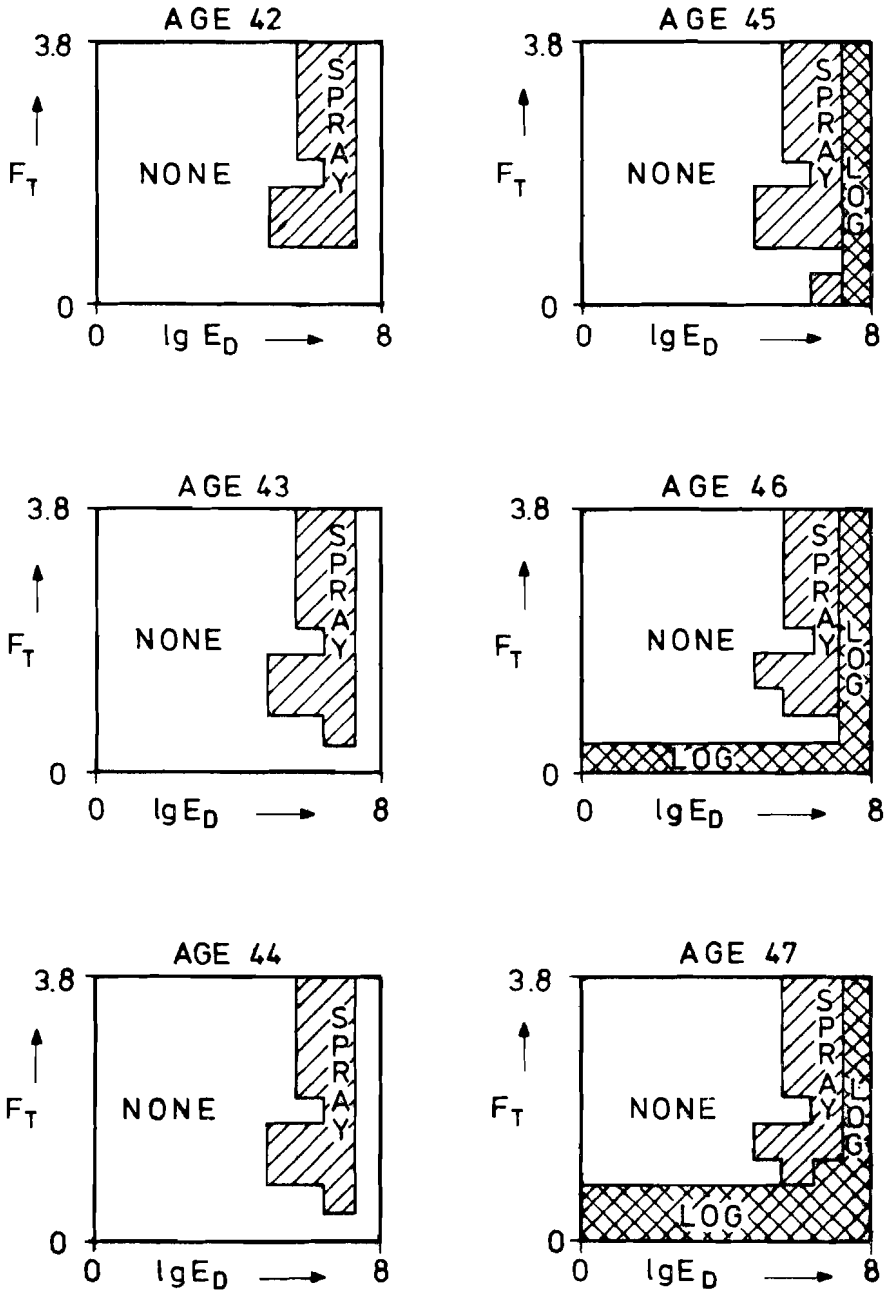 AGE 42
3.8
F_T
0
NONE
SPRAY
0
lg E_D
8
AGE 45
3.8
F_T
0
NONE
SPRAY
LOG
0
lg E_D
8
AGE 43
3.8
F_T
0
NONE
SPRAY
0
lg E_D
8
AGE 46
3.8
F_T
0
NONE
SPRAY
LOG
LOG
0
lg E_D
8
AGE 44
3.8
F_T
0
NONE
SPRAY
0
lg E_D
8
AGE 47
3.8
F_T
0
NONE
SPRAY
LOG
LOG
0
lg E_D
8